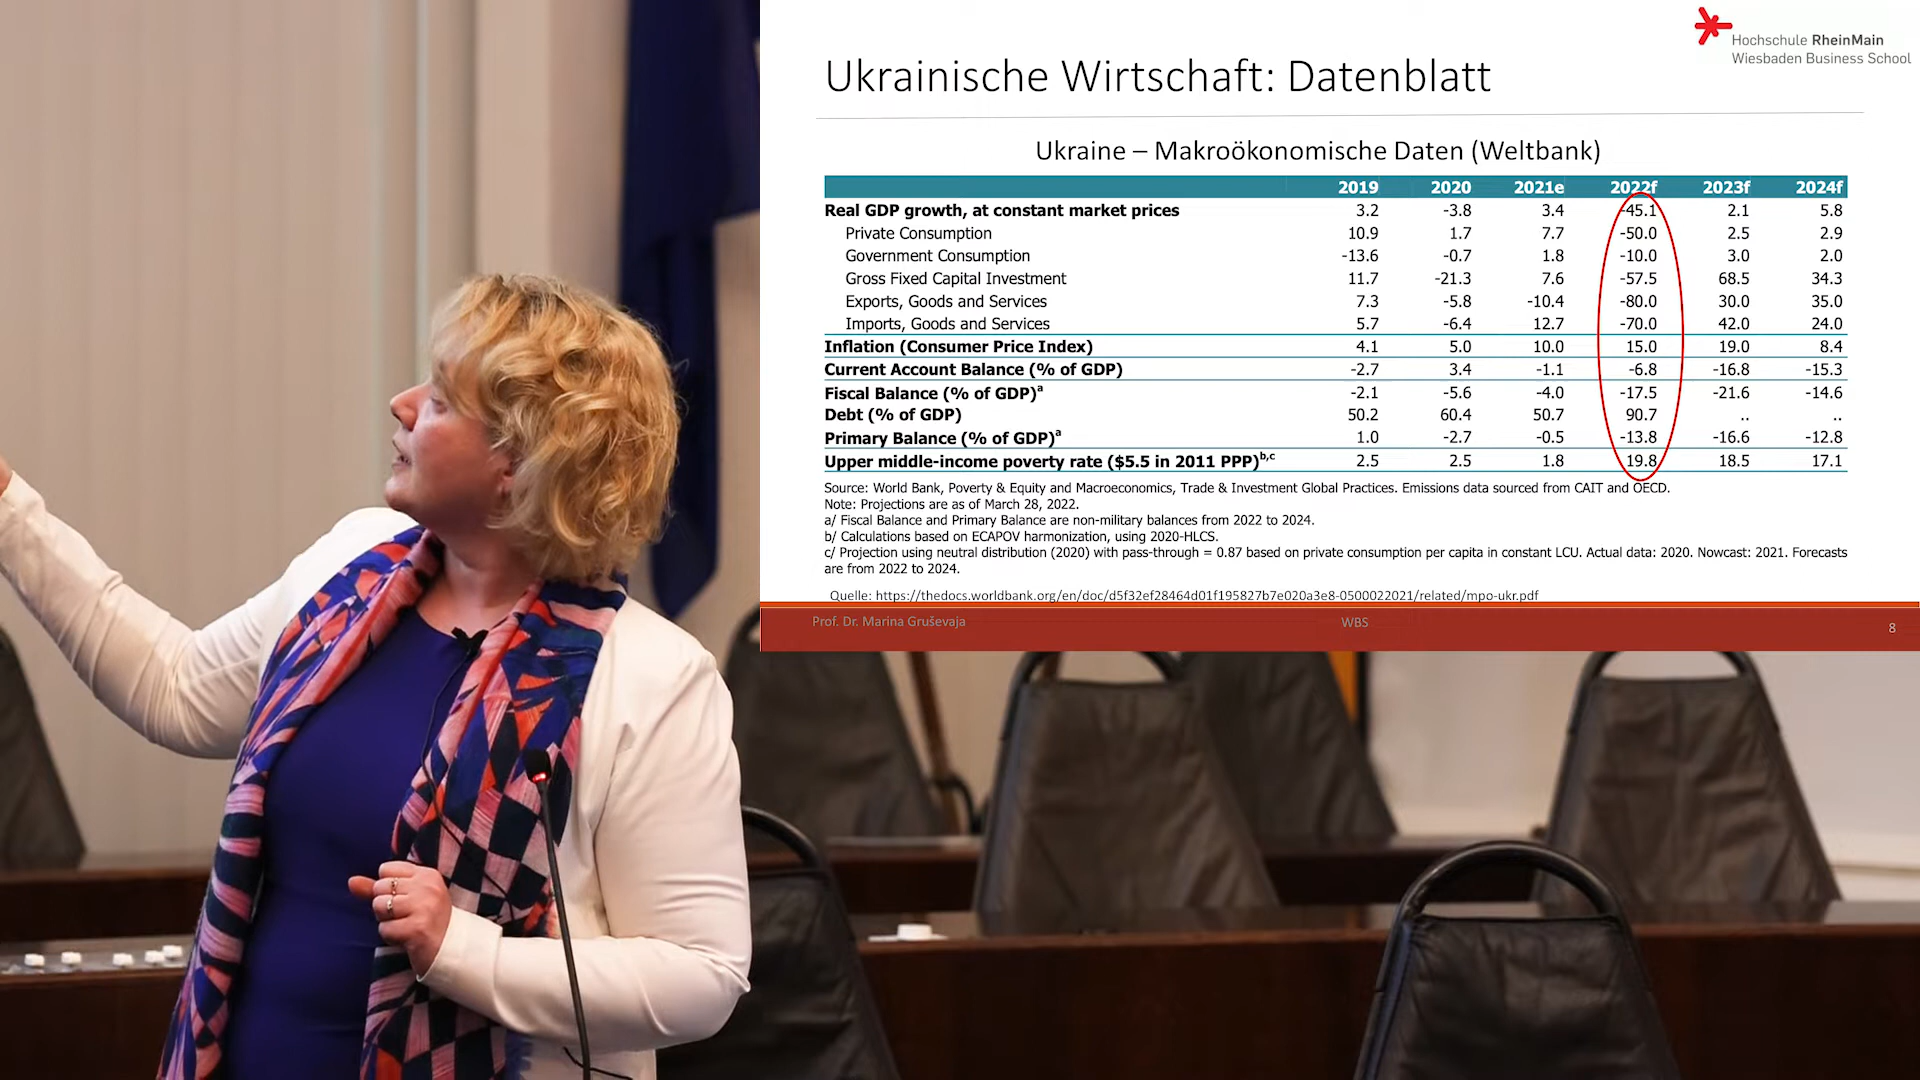 Hochschule RheinMain
Wiesbaden Business School
Ukrainische Wirtschaft: Datenblatt
Ukraine – Makroökonomische Daten (Weltbank)
2019 2020 2021e 2022f 2023f 2024f
Real GDP growth, at constant market prices 3.2 -3.8 3.4 -45.1 2.1 5.8
Private Consumption 10.9 1.7 7.7 -50.0 2.5 2.9
Government Consumption -13.6 -0.7 1.8 -10.0 3.0 2.0
Gross Fixed Capital Investment 11.7 -21.3 7.6 -57.5 68.5 34.3
Exports, Goods and Services 7.3 -5.8 -10.4 -80.0 30.0 35.0
Imports, Goods and Services 5.7 -6.4 12.7 -70.0 42.0 24.0
Inflation (Consumer Price Index) 4.1 5.0 10.0 15.0 19.0 8.4
Current Account Balance (% of GDP) -2.7 3.4 -1.1 -6.8 -16.8 -15.3
Fiscal Balance (% of GDP)a -2.1 -5.6 -4.0 -17.5 -21.6 -14.6
Debt (% of GDP) 50.2 60.4 50.7 90.7 .. ..
Primary Balance (% of GDP)a 1.0 -2.7 -0.5 -13.8 -16.6 -12.8
Upper middle-income poverty rate ($5.5 in 2011 PPP)b,c 2.5 2.5 1.8 19.8 18.5 17.1
Source: World Bank, Poverty & Equity and Macroeconomics, Trade & Investment Global Practices. Emissions data sourced from CAIT and OECD.
Note: Projections are as of March 28, 2022.
a/ Fiscal Balance and Primary Balance are non-military balances from 2022 to 2024.
b/ Calculations based on ECAPOV harmonization, using 2020-HLCS.
c/ Projection using neutral distribution (2020) with pass-through = 0.87 based on private consumption per capita in constant LCU. Actual data: 2020. Nowcast: 2021. Forecasts
are from 2022 to 2024.
Quelle: https://thedocs.worldbank.org/en/doc/d5f32ef28464d01f195827b7e020a3e8-0500022021/related/mpo-ukr.pdf
Prof. Dr. Marina Gruševaja WBS 8